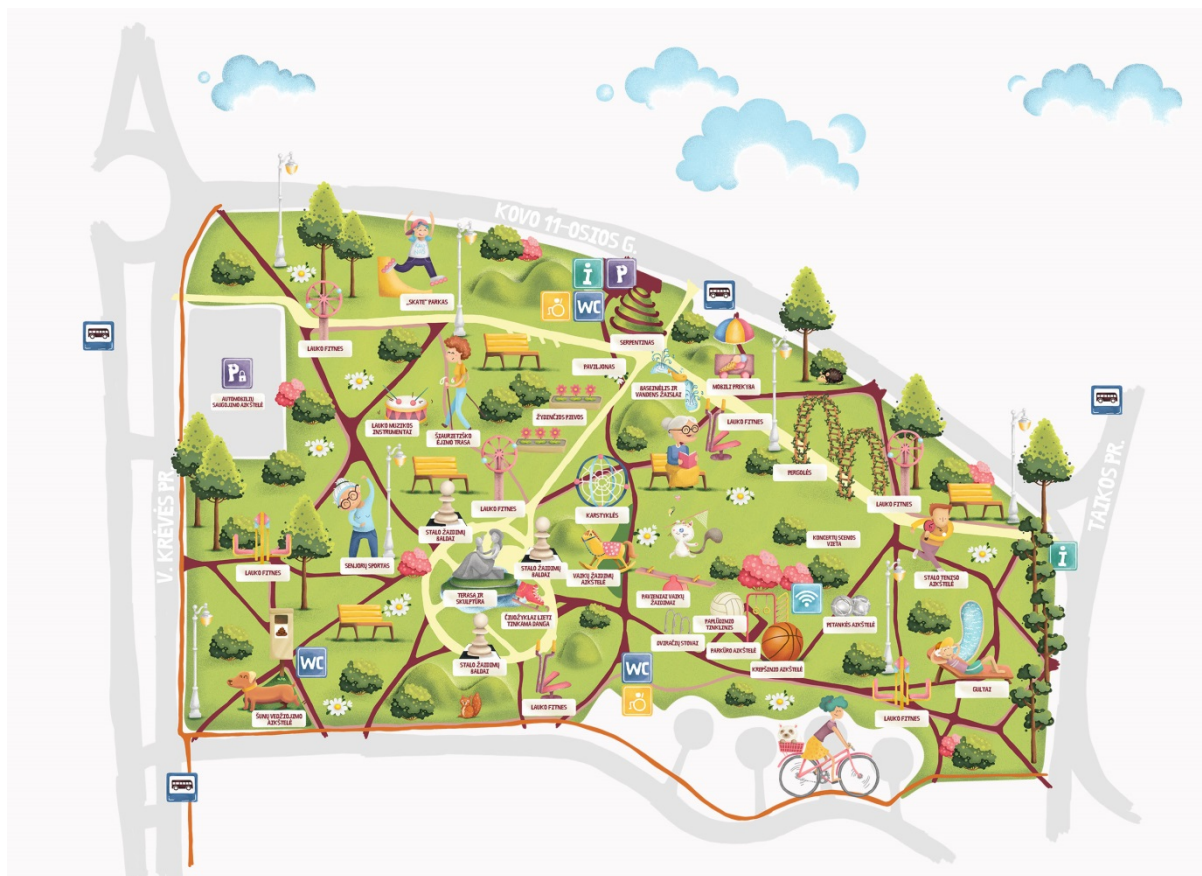 KOVO 11-OSIOS G.
i
P
WC
„SKATE“ PARKAS
SERPENTINAS
LAUKO FITNES
PAVILJONAS
BASEINĖLIS IR
VANDENS ŽAISLAI
MOBILI PREKYBA
P
AUTOMOBILIŲ
SAUGOJIMO AIKŠTELĖ
LAUKO MUZIKOS
INSTRUMENTAI
ŠIAURIETIŠKO
ĖJIMO TRASA
ŽYDINČIOS PIEVOS
LAUKO FITNES
PERGOLĖS
LAUKO FITNES
LAUKO FITNES
KARSTYKLĖS
V. KRĖVĖS PR.
TAIKOS PR.
STALO ŽAIDIMŲ
BALDAI
KONCERTŲ SCENOS
VIETA
i
LAUKO FITNES
SENJORŲ SPORTAS
STALO ŽAIDIMŲ
BALDAI
VAIKŲ ŽAIDIMŲ
AIKŠTELĖ
STALO TENISO
AIKŠTELĖ
TERASA IR
SKULPTŪRA
PAVIENIAI VAIKŲ
ŽAIDIMAI
ČIUOŽYKLAI LIETI
TINKAMA DANGA
PAPLŪDIMIO
TINKLINIS
PETANKĖS AIKŠTELĖ
DVIRAČIŲ STOVAI
PARKŪRO AIKŠTELĖ
KREPŠINIO AIKŠTELĖ
WC
STALO ŽAIDIMŲ
BALDAI
WC
GULTAI
ŠUNŲ VEDŽIOJIMO
AIKŠTELĖ
LAUKO FITNES
LAUKO FITNES